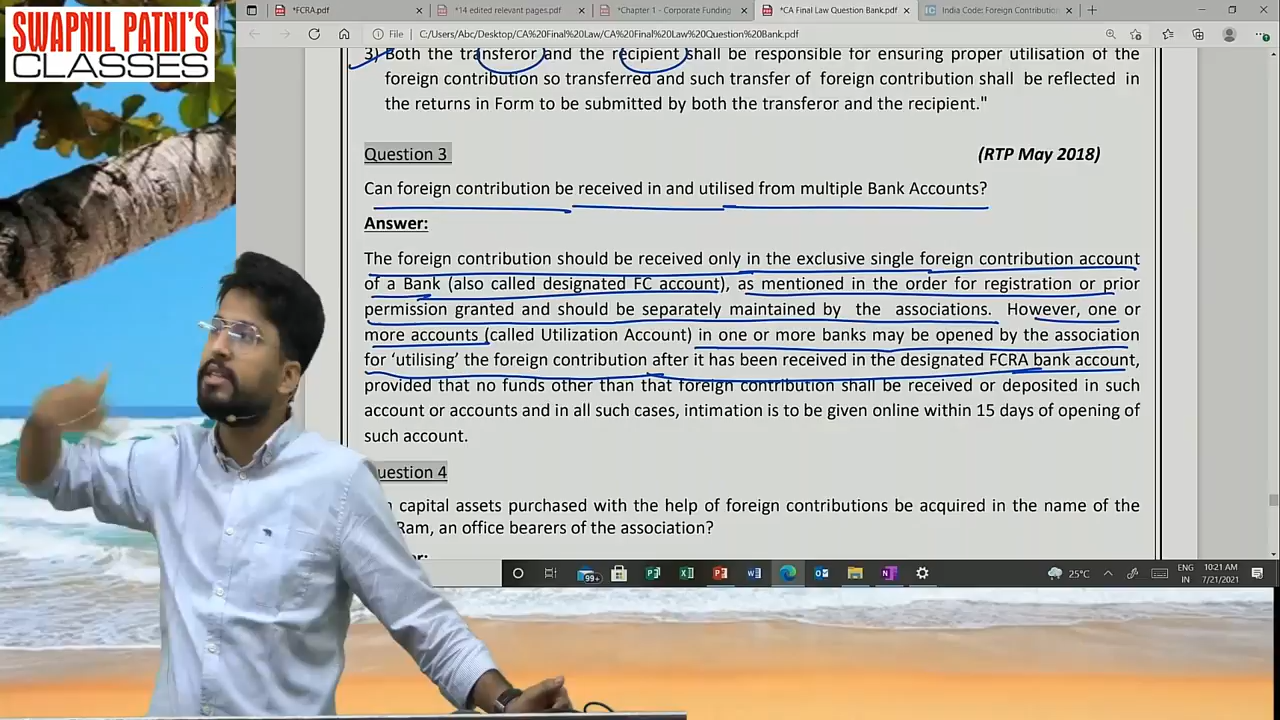 SWAPNIL PATNI'S
CLASSES
*FCRA.pdf
*14 edited relevant pages.pdf
*Chapter 1 - Corporate Funding
*CA Final Law Question Bank.pdf
India Code: Foreign Contribution
File | C:/Users/Abc/Desktop/CA%20Final%20Law/CA%20Final%20Law%20Question%20Bank.pdf
3) Both the transferor and the recipient shall be responsible for ensuring proper utilisation of the
foreign contribution so transferred and such transfer of foreign contribution shall be reflected in
the returns in Form to be submitted by both the transferor and the recipient."
Question 3
(RTP May 2018)
Can foreign contribution be received in and utilised from multiple Bank Accounts?
Answer:
The foreign contribution should be received only in the exclusive single foreign contribution account
of a Bank (also called designated FC account), as mentioned in the order for registration or prior
permission granted and should be separately maintained by the associations. However, one or
more accounts (called Utilization Account) in one or more banks may be opened by the association
for ‘utilising’ the foreign contribution after it has been received in the designated FCRA bank account,
provided that no funds other than that foreign contribution shall be received or deposited in such
account or accounts and in all such cases, intimation is to be given online within 15 days of opening of
such account.
uestion 4
capital assets purchased with the help of foreign contributions be acquired in the name of the
Ram, an office bearers of the association?
er:
99+
25°C
ENG
IN
10:21 AM
7/21/2021